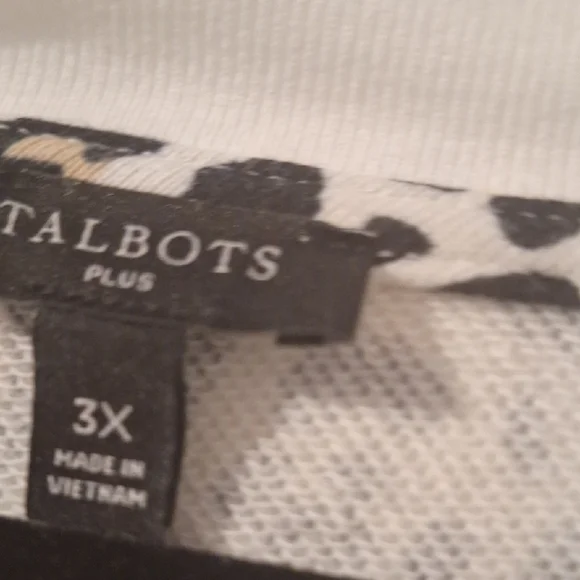 TALBOTS
PLUS
3X
MADE IN
VIETNAM